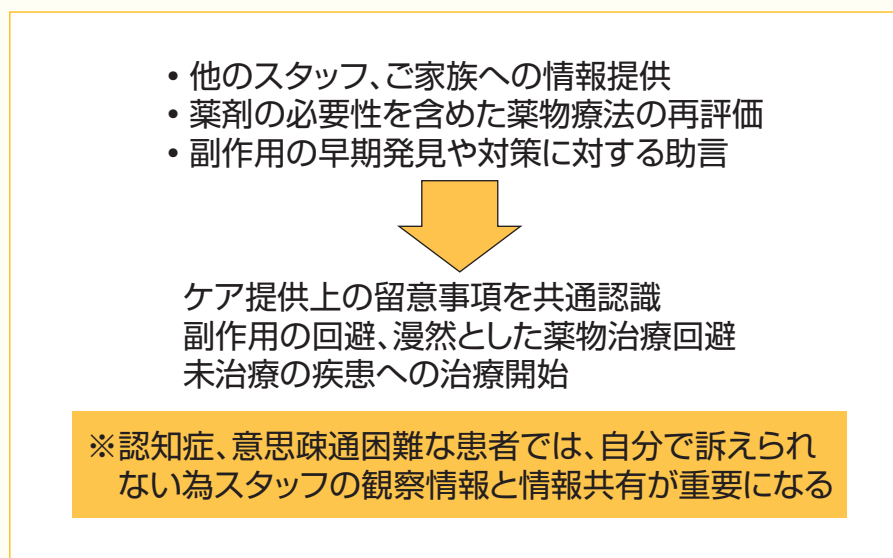 • 他のスタッフ、ご家族への情報提供
• 薬剤の必要性を含めた薬物療法の再評価
• 副作用の早期発見や対策に対する助言
ケア提供上の留意事項を共通認識
副作用の回避、漫然とした薬物治療回避
未治療の疾患への治療開始
※認知症、意思疎通困難な患者では、自分で訴えられ
ない為スタッフの観察情報と情報共有が重要になる